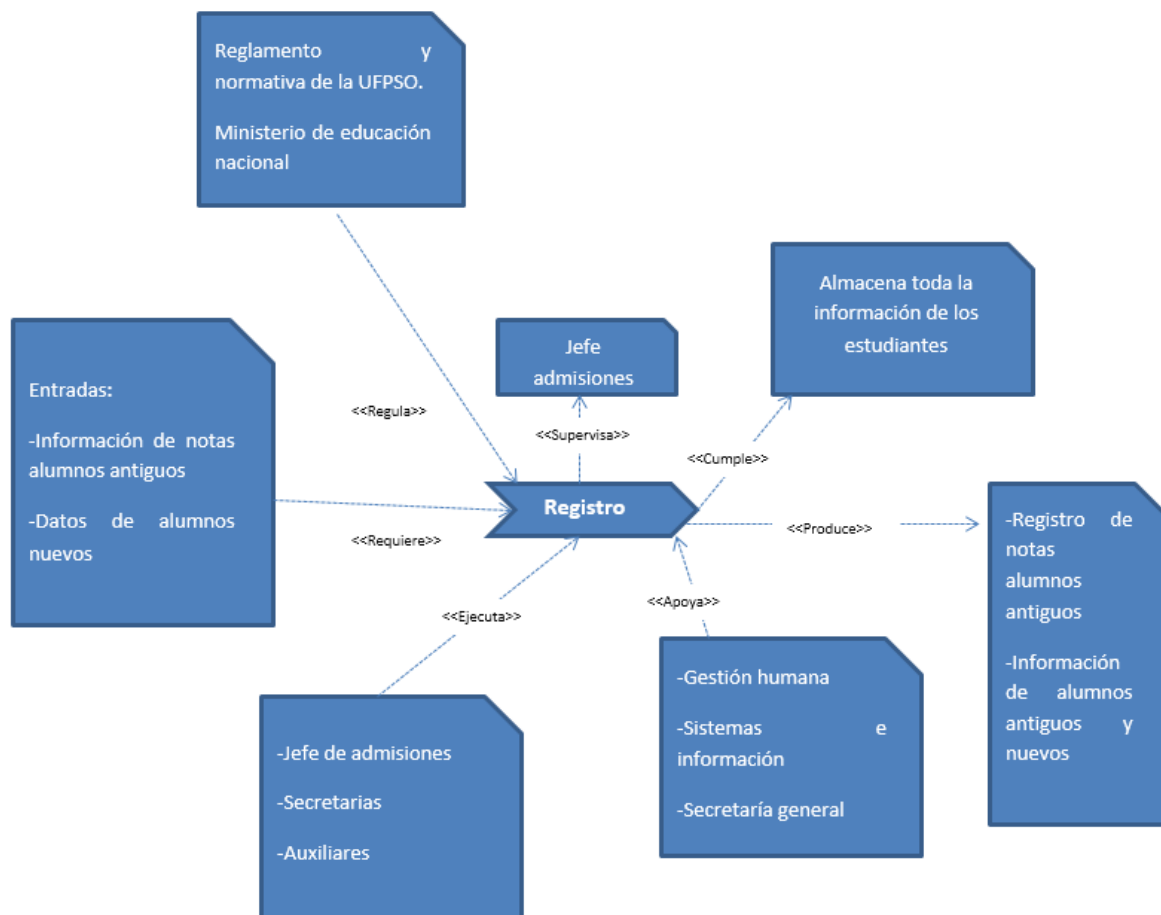 Reglamento y
normativa de la UFPSO.
Ministerio de educación
nacional
Almacena toda la
información de los
estudiantes
Jefe
admisiones
Entradas:
-Información de notas
alumnos antiguos
-Datos de alumnos
nuevos
<<Regula>>
<<Supervisa>>
<<Cumple>>
Registro
<<Requiere>>
<<Produce>>
<<Ejecuta>>
<<Apoya>>
-Registro de
notas
alumnos
antiguos
-Información
de alumnos
antiguos y
nuevos
-Gestión humana
-Sistemas e
información
-Secretaría general
-Jefe de admisiones
-Secretarias
-Auxiliares